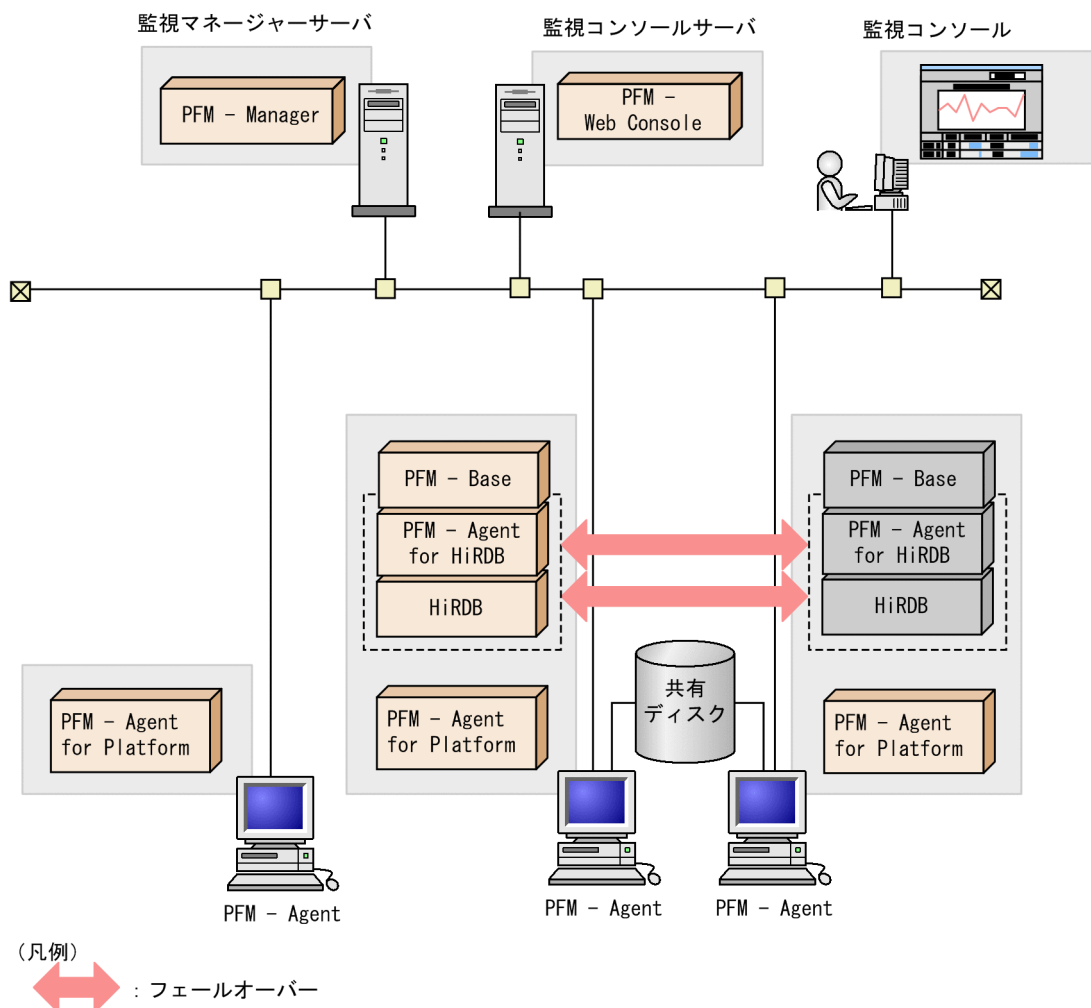 監視マネージャーサーバ
監視コンソールサーバ
監視コンソール
PFM − Manager
PFM −
Web Console
PFM − Base
PFM − Agent
for HiRDB
HiRDB
PFM − Base
PFM − Agent
for HiRDB
HiRDB
共有
ディスク
PFM − Agent
for Platform
PFM − Agent
for Platform
PFM − Agent
for Platform
PFM − Agent
PFM − Agent
PFM − Agent
(凡例)
: フェールオーバー